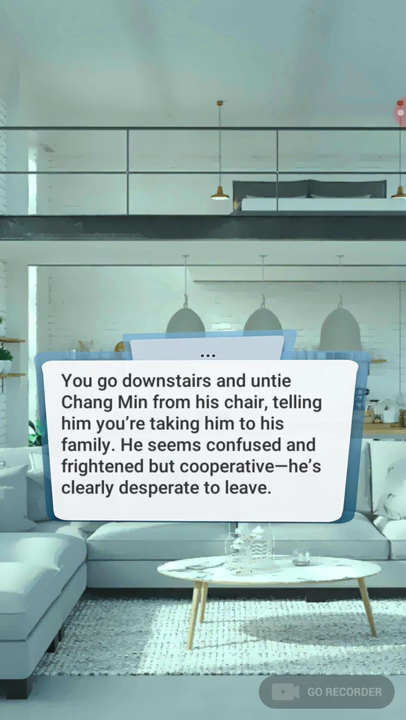 ...
You go downstairs and untie
Chang Min from his chair, telling
him you’re taking him to his
family. He seems confused and
frightened but cooperative—he’s
clearly desperate to leave.
GO RECORDER